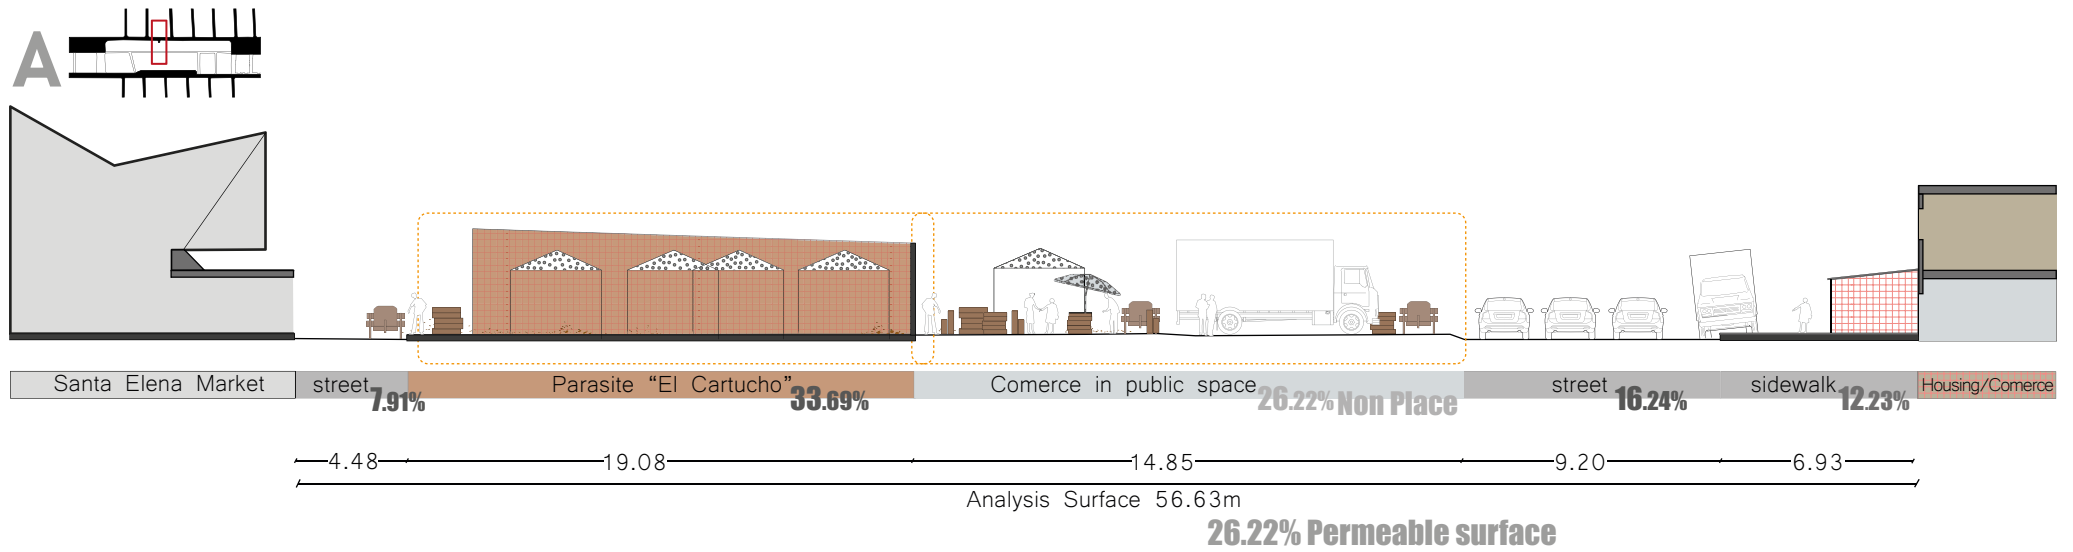 A
Santa Elena Market
street
7.91%
Parasite “El Cartucho”
33.69%
Comerce in public space
26.22% Non Place
street
16.24%
sidewalk
12.23%
Housing/Comerce
4.48
19.08
14.85
9.20
6.93
Analysis Surface 56.63m
26.22% Permeable surface